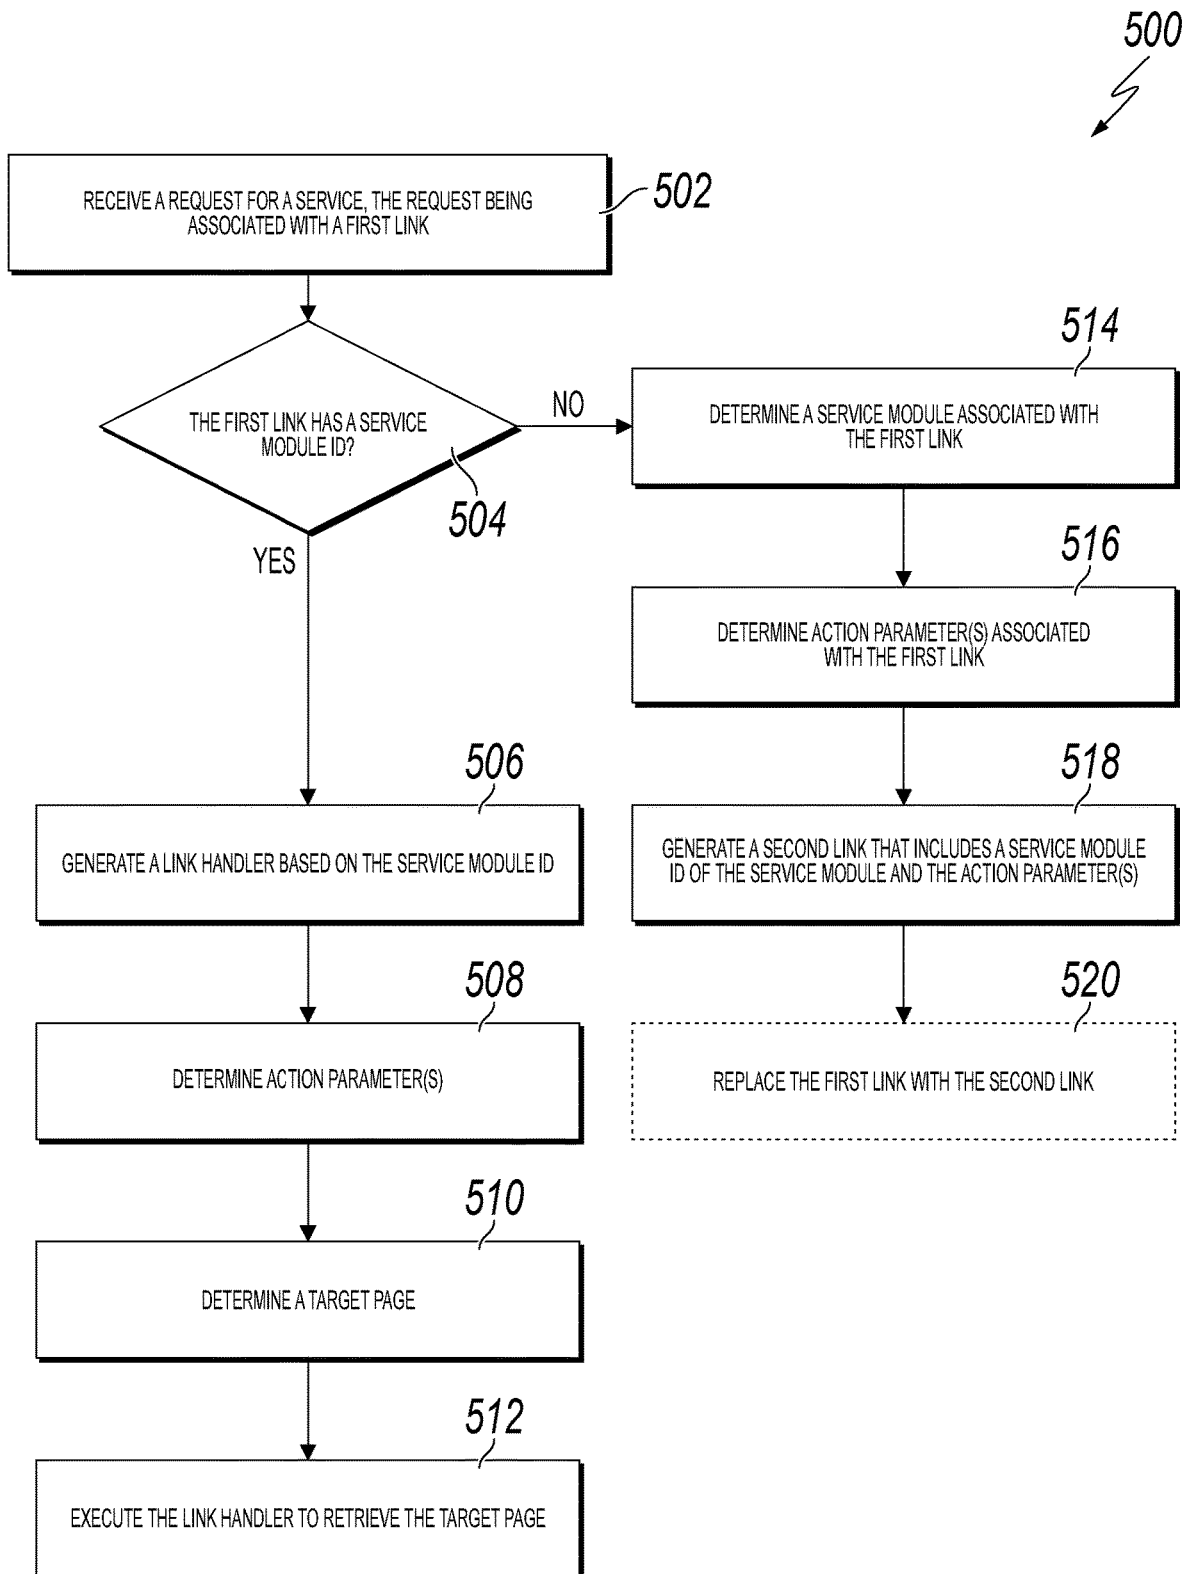 500
RECEIVE A REQUEST FOR A SERVICE, THE REQUEST BEING
ASSOCIATED WITH A FIRST LINK
502
THE FIRST LINK HAS A SERVICE
MODULE ID?
504
NO
YES
514
DETERMINE A SERVICE MODULE ASSOCIATED WITH
THE FIRST LINK
516
DETERMINE ACTION PARAMETER(S) ASSOCIATED
WITH THE FIRST LINK
506
GENERATE A LINK HANDLER BASED ON THE SERVICE MODULE ID
518
GENERATE A SECOND LINK THAT INCLUDES A SERVICE MODULE
ID OF THE SERVICE MODULE AND THE ACTION PARAMETER(S)
508
DETERMINE ACTION PARAMETER(S)
520
REPLACE THE FIRST LINK WITH THE SECOND LINK
510
DETERMINE A TARGET PAGE
512
EXECUTE THE LINK HANDLER TO RETRIEVE THE TARGET PAGE